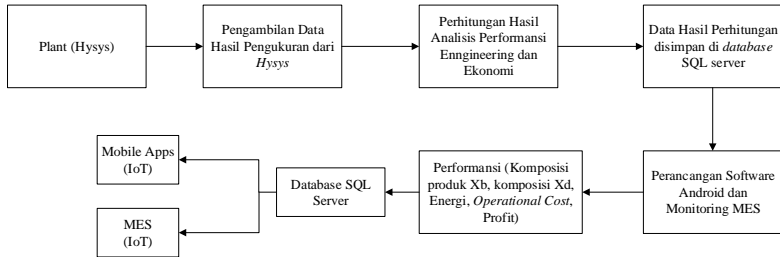 Plant (Hysys)
Pengambilan Data
Hasil Pengukuran dari
Hysys
Perhitungan Hasil
Analisis Performansi
Enngineering dan
Ekonomi
Data Hasil Perhitungan
disimpan di database
SQL server
Mobile Apps
(IoT)
MES
(IoT)
Database SQL
Server
Performansi (Komposisi
produk Xb, komposisi Xd,
Energi, Operational Cost,
Profit)
Perancangan Software
Android dan
Monitoring MES